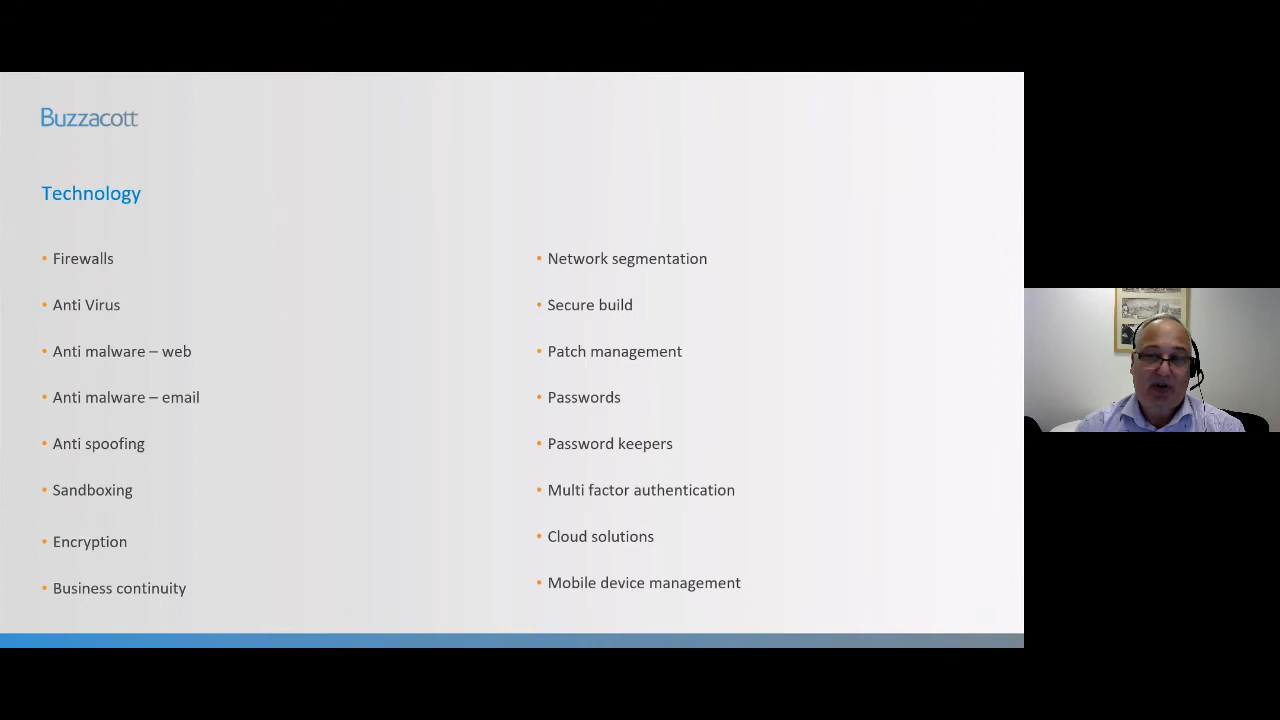 Buzzacott
Technology
• Firewalls
• Anti Virus
• Anti malware – web
• Anti malware – email
• Anti spoofing
• Sandboxing
• Encryption
• Business continuity
• Network segmentation
• Secure build
• Patch management
• Passwords
• Password keepers
• Multi factor authentication
• Cloud solutions
• Mobile device management